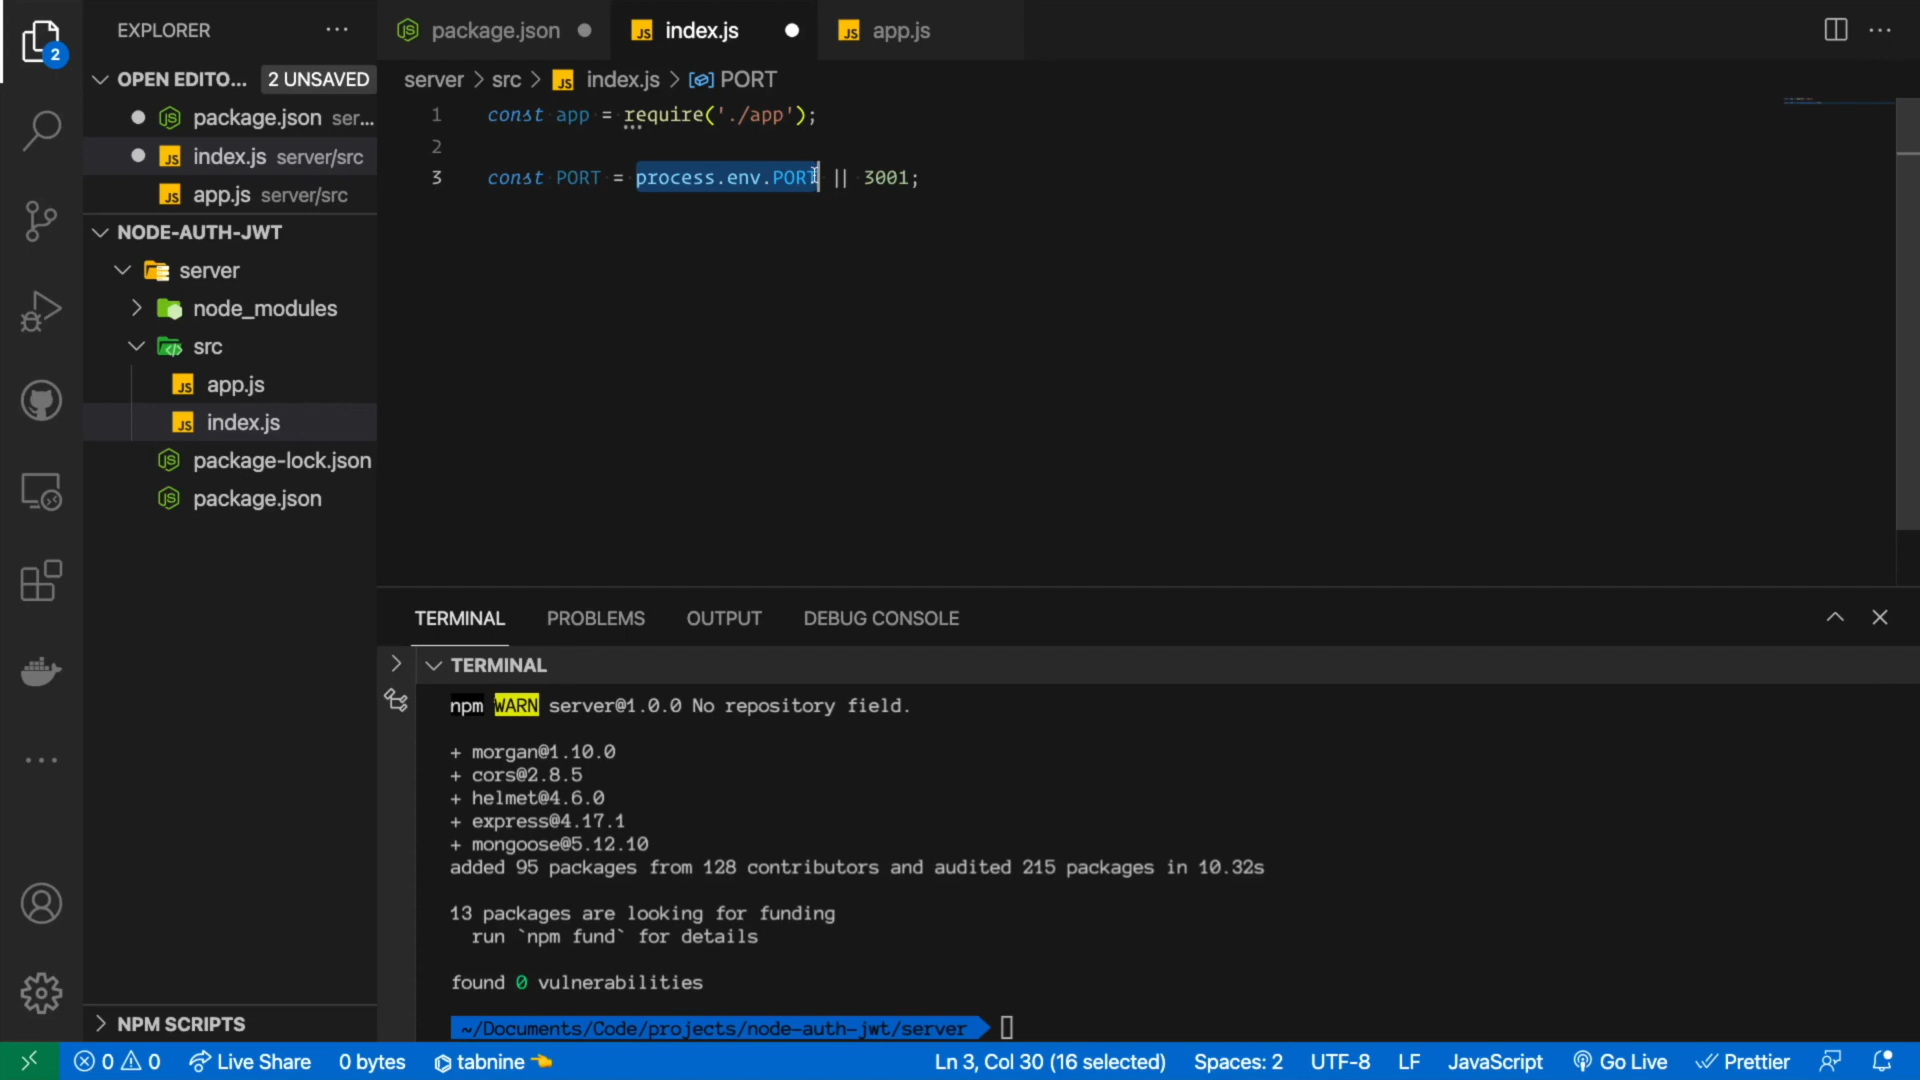 EXPLORER
OPEN EDITO... 2 UNSAVED
package.json ser...
index.js server/src
app.js server/src
NODE-AUTH-JWT
server
node_modules
src
app.js
index.js
package-lock.json
package.json
NPM SCRIPTS
2
package.json
index.js
app.js
server > src > JS index.js > PORT
1 const app = require('./app');
2
3 const PORT = process.env.PORT || 3001;
TERMINAL PROBLEMS OUTPUT DEBUG CONSOLE
TERMINAL
npm WARN server@1.0.0 No repository field.
+ morgan@1.10.0
+ cors@2.8.5
+ helmet@4.6.0
+ express@4.17.1
+ mongoose@5.12.10
added 95 packages from 128 contributors and audited 215 packages in 10.32s
13 packages are looking for funding
run `npm fund` for details
found 0 vulnerabilities
~/Documents/Code/projects/node-auth-jwt/server
0 0 Live Share 0 bytes tabnine Ln 3, Col 30 (16 selected) Spaces: 2 UTF-8 LF JavaScript Go Live Prettier